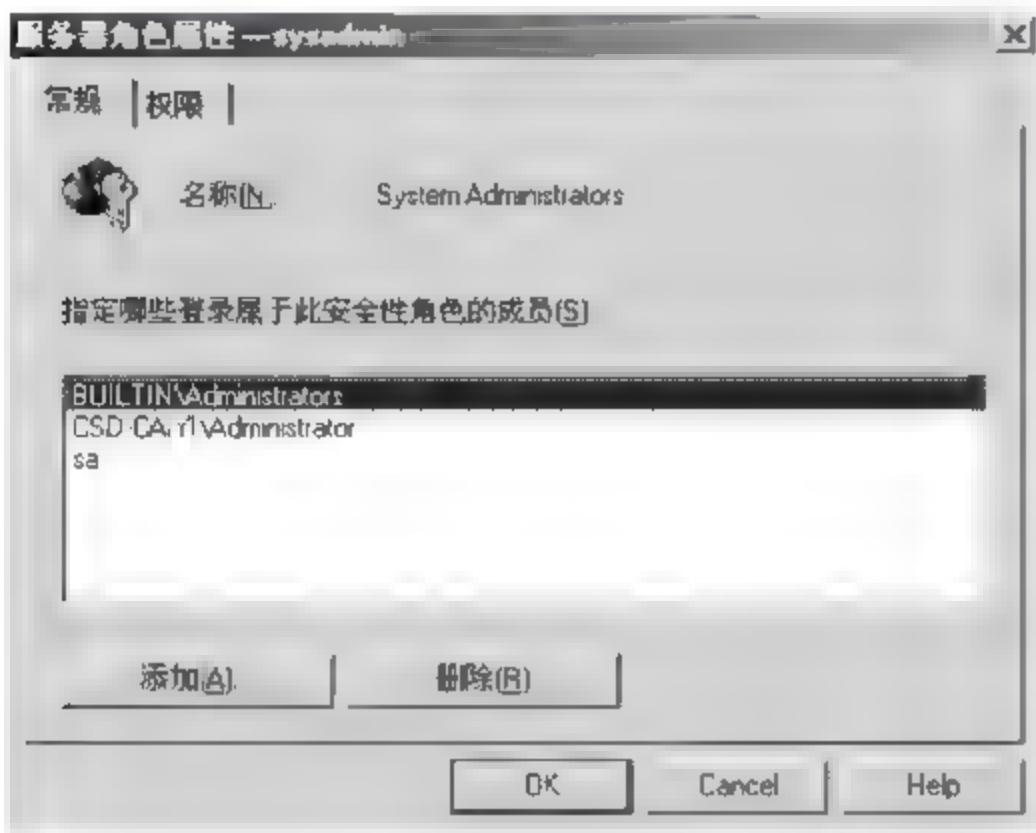 服务器角色属性 — sysadmin
常规 权限
名称(N) System Administrators
指定哪些登录属于此安全性角色的成员(S)
BUILTIN\Administrators
\Administrator
sa
添加(A) 删除(R)
OK Cancel Help